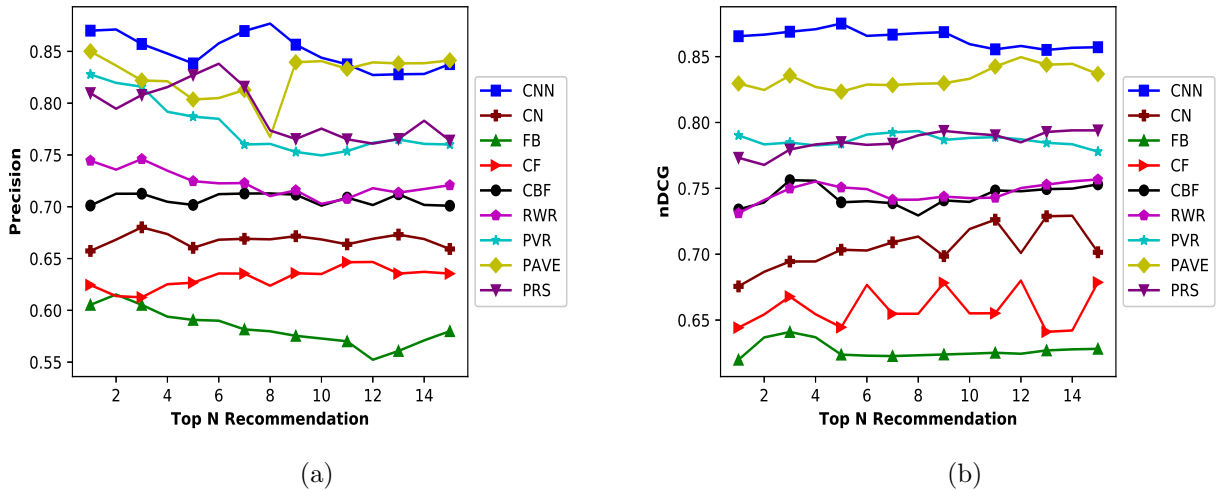 0.85
0.80
0.75
0.70
0.65
0.60
0.55
Precision
2 4 6 8 10 12 14
Top N Recommendation
CNN
CN
FB
CF
CBF
RWR
PVR
PAVE
PRS
(a)
0.85
0.80
0.75
0.70
0.65
nDCG
2 4 6 8 10 12 14
Top N Recommendation
CNN
CN
FB
CF
CBF
RWR
PVR
PAVE
PRS
(b)